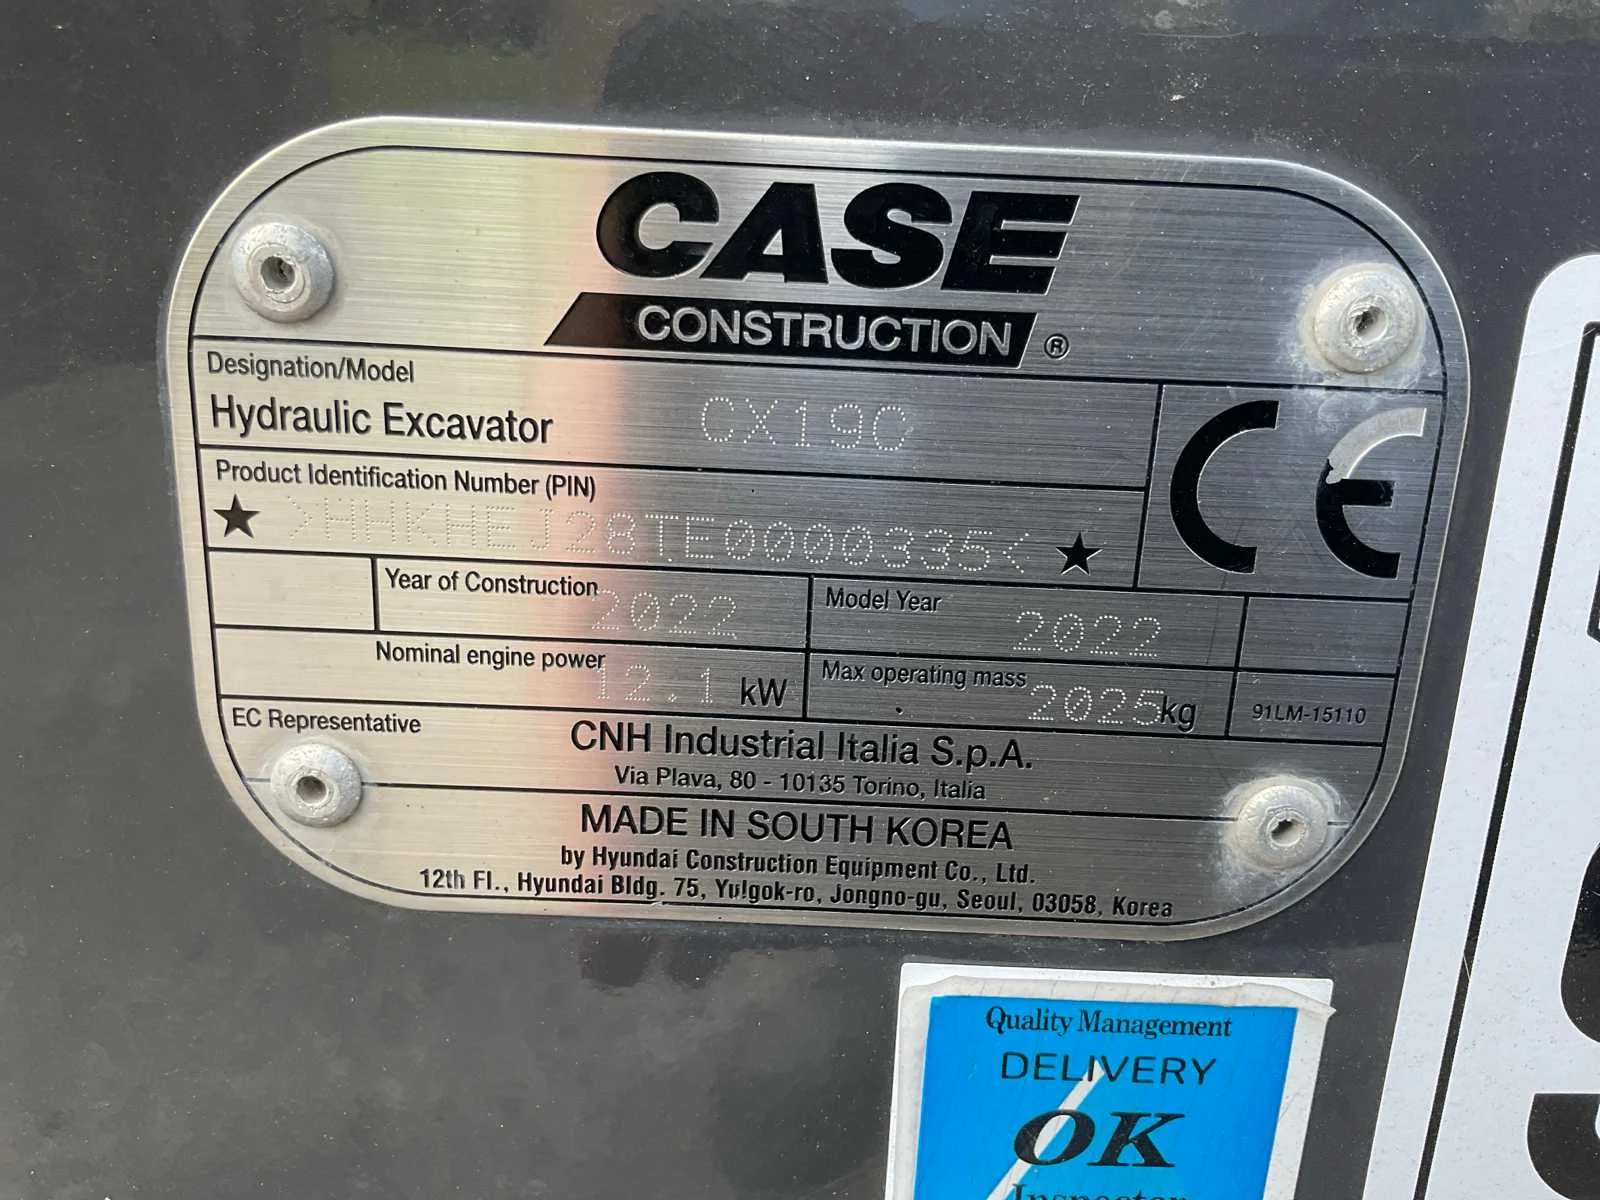 CASE
CONSTRUCTION ®
Designation/Model
Hydraulic Excavator CX19C
CE
Product Identification Number (PIN)
★ >HHKHEJ28TE0000335< ★
Year of Construction 2022 Model Year 2022
Nominal engine power 12.1 kW Max operating mass 2025 kg 91LM-15110
EC Representative
CNH Industrial Italia S.p.A.
Via Plava, 80 - 10135 Torino, Italia
MADE IN SOUTH KOREA
by Hyundai Construction Equipment Co., Ltd.
12th Fl., Hyundai Bldg. 75, Yulgok-ro, Jongno-gu, Seoul, 03058, Korea
Quality Management
DELIVERY
OK
Inspector